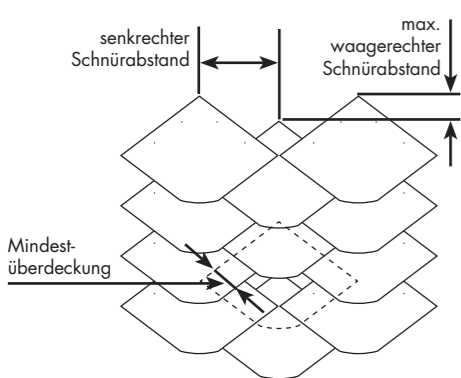 senkrechter
Schnürabstand
max.
waagerechter
Schnürabstand
Mindest-
überdeckung